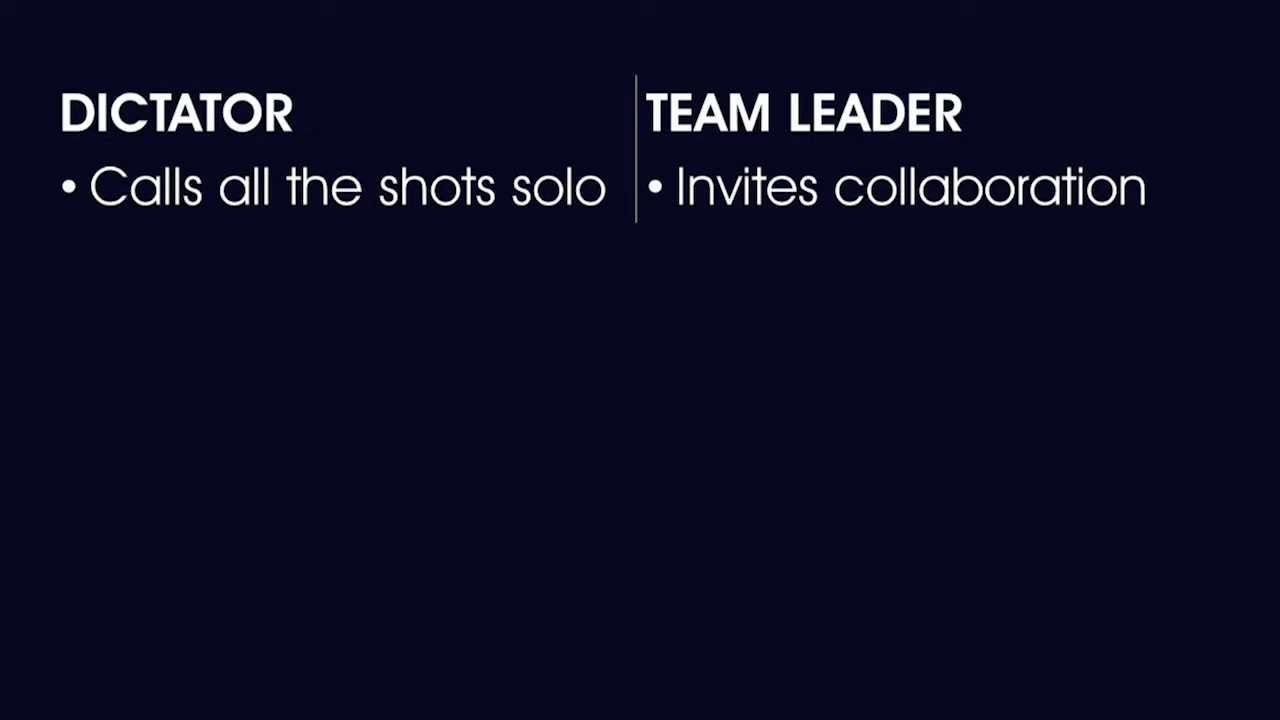 DICTATOR
• Calls all the shots solo
TEAM LEADER
• Invites collaboration